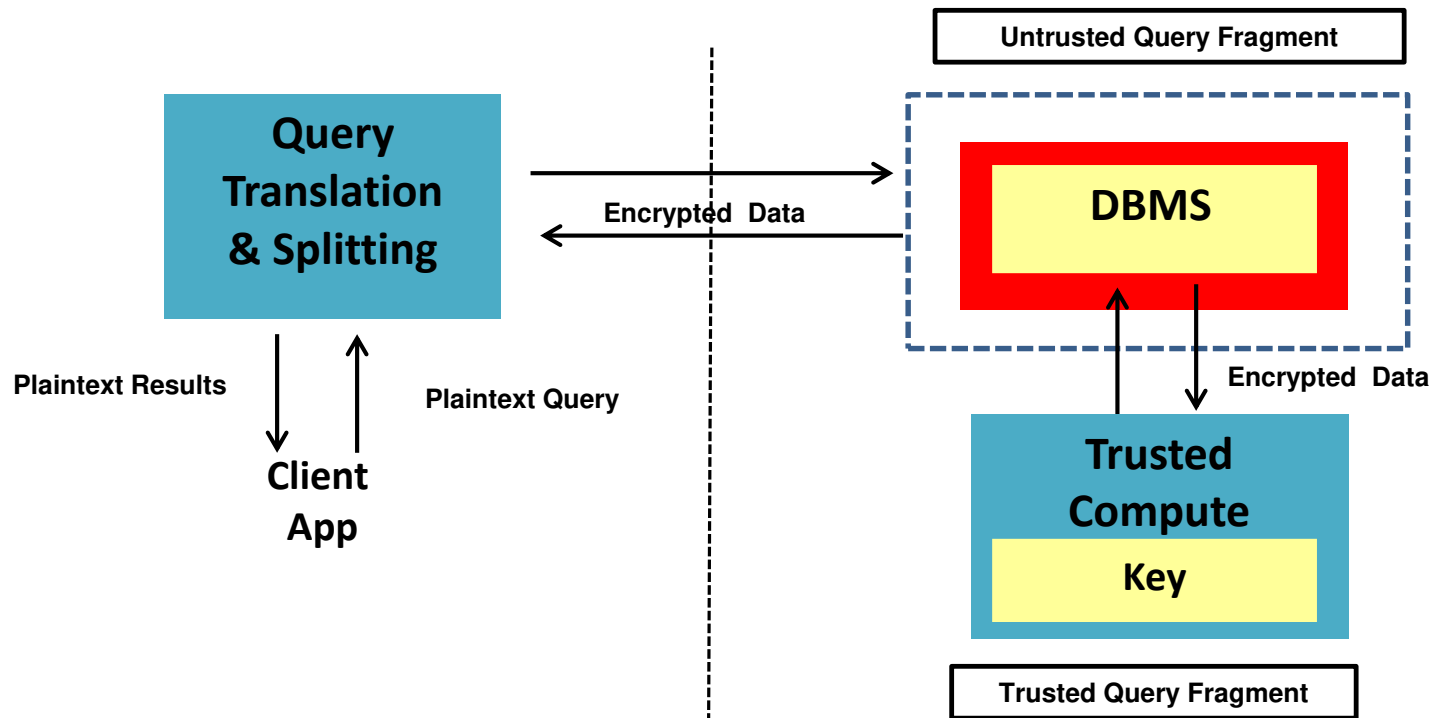 Untrusted Query Fragment
Query
Translation
& Splitting
DBMS
Encrypted Data
Plaintext Results
Plaintext Query
Encrypted Data
Client
App
Trusted
Compute
Key
Trusted Query Fragment